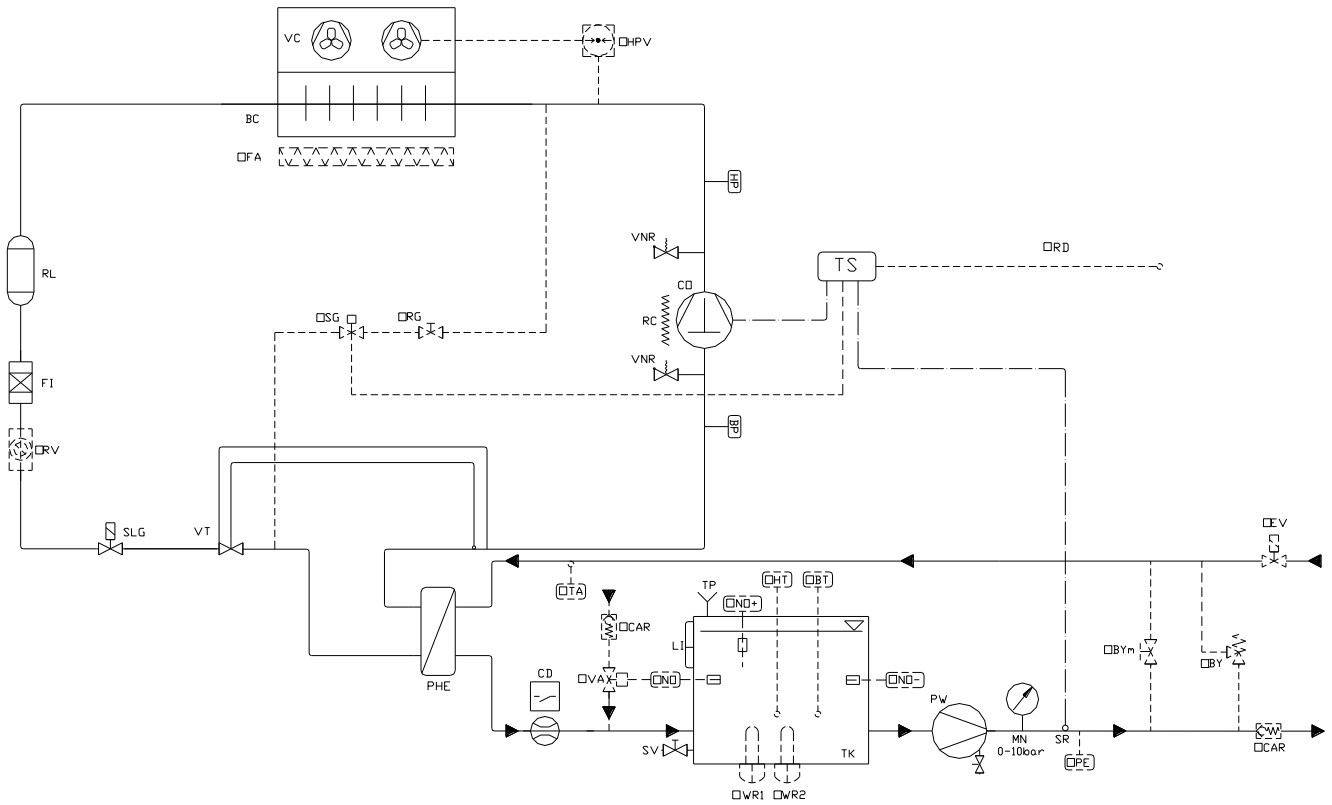 VC
□HPV
BC
□FA
HP
VNR
□RD
TS
RL
CO
□SG
□RG
RC
VNR
FI
BP
□RV
□EV
SLG
VT
□TA
□HT
□BT
TP
□NO+
□CAR
LI
□BYm
□BY
CD
□VA
□NO
□NO-
PHE
PW
SV
TK
MN
0-10bar
SR
□CAR
□PE
□WR1
□WR2